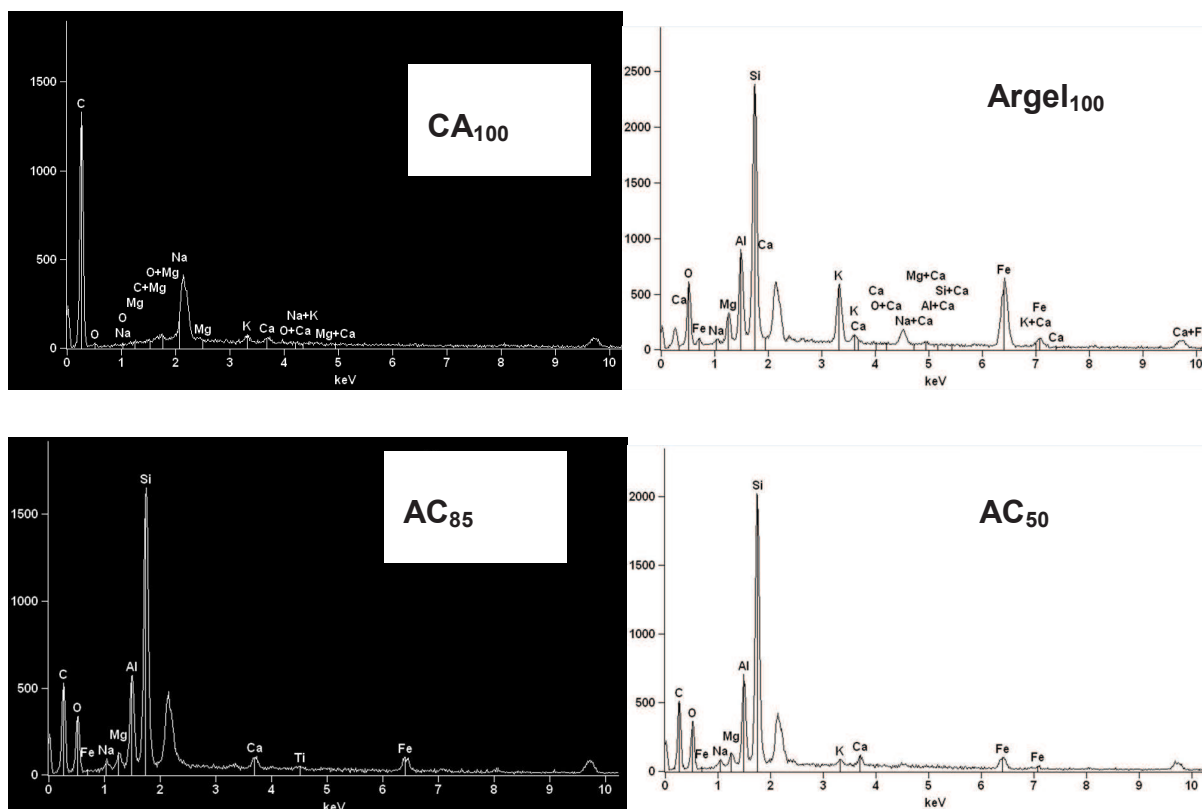 CA100
1500
1000
500
0
C
O
O
Na
Mg
C+Mg
O+Mg
Na
Mg
K
Ca
Na+K
O+Ca
Mg+Ca
0 1 2 3 4 5 6 7 8 9 10
keV
Argel100
2500
2000
1500
1000
500
0
Ca
O
Fe
Na
Mg
Al
Si
Ca
K
K
Ca
Ca
O+Ca
Na+Ca
Mg+Ca
Si+Ca
Al+Ca
Fe
Fe
K+Ca
Ca
Ca+F
0 1 2 3 4 5 6 7 8 9 10
keV
AC85
1500
1000
500
0
C
O
Fe
Na
Mg
Al
Si
Ca
Ti
Fe
0 1 2 3 4 5 6 7 8 9 10
keV
AC50
2000
1500
1000
500
0
C
O
Fe
Na
Mg
Al
Si
K
Ca
Fe
Fe
0 1 2 3 4 5 6 7 8 9 10
keV